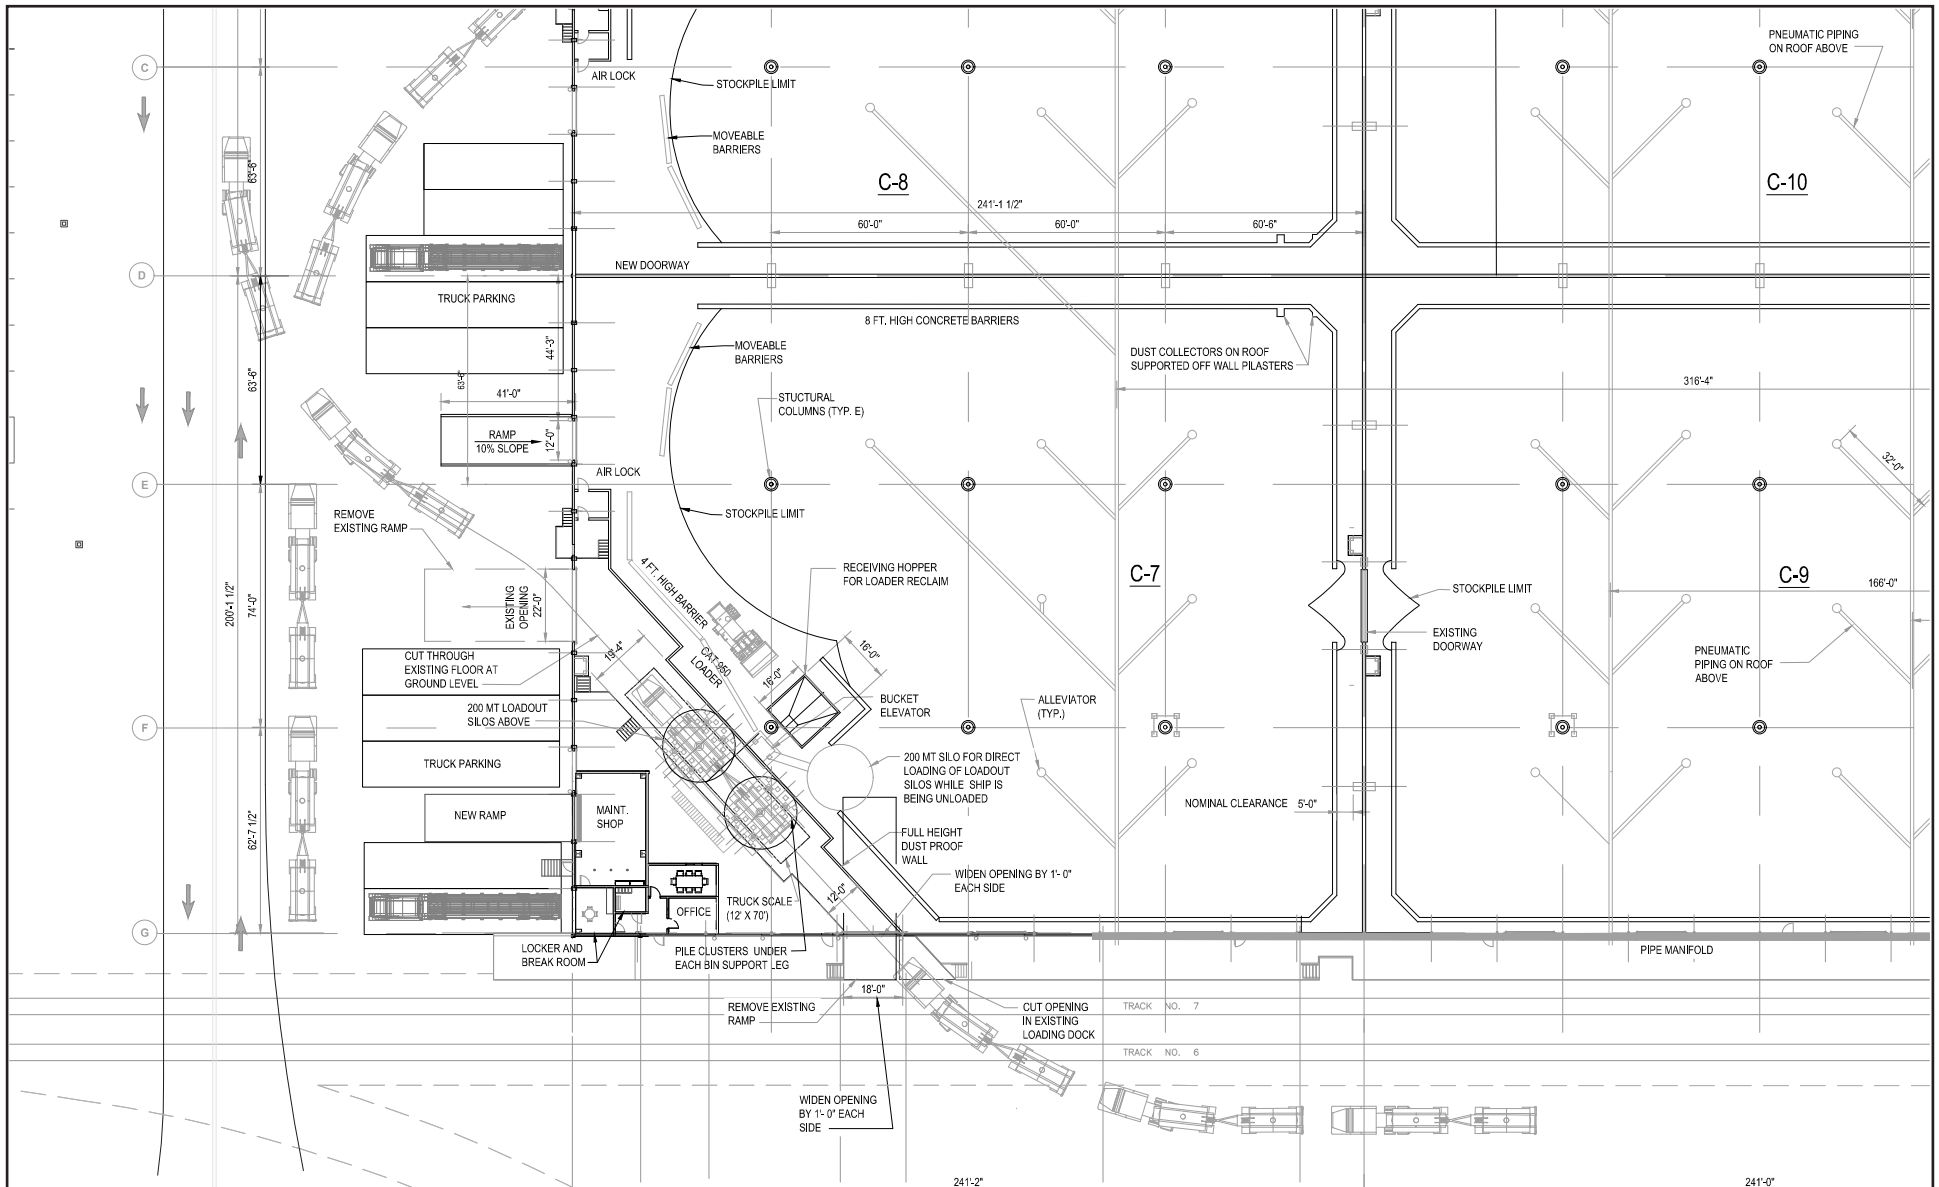 PNEUMATIC PIPING
ON ROOF ABOVE
C
AIR LOCK
STOCKPILE LIMIT
MOVEABLE
BARRIERS
63'-6"
C-8
C-10
241'-1 1/2"
60'-0"
60'-0"
60'-6"
D
NEW DOORWAY
TRUCK PARKING
8 FT. HIGH CONCRETE BARRIERS
MOVEABLE
BARRIERS
DUST COLLECTORS ON ROOF
SUPPORTED OFF WALL PILASTERS
44'-3"
63'-6"
63'-6"
316'-4"
41'-0"
STUCTURAL
COLUMNS (TYP. E)
RAMP
10% SLOPE
12'-0"
32'-0"
AIR LOCK
E
STOCKPILE LIMIT
REMOVE
EXISTING RAMP
4 FT. HIGH BARRIER
RECEIVING HOPPER
FOR LOADER RECLAIM
C-7
C-9
STOCKPILE LIMIT
166'-0"
EXISTING
OPENING
22'-0"
200'-1 1/2"
74'-0"
EXISTING
DOORWAY
19'-4"
16'-0"
CUT THROUGH
EXISTING FLOOR AT
GROUND LEVEL
CAT-950
LOADER
16'-0"
PNEUMATIC
PIPING ON ROOF
ABOVE
200 MT LOADOUT
SILOS ABOVE
BUCKET
ELEVATOR
ALLEVIATOR
(TYP.)
F
TRUCK PARKING
200 MT SILO FOR DIRECT
LOADING OF LOADOUT
SILOS WHILE SHIP IS
BEING UNLOADED
NOMINAL CLEARANCE 5'-0"
NEW RAMP
MAINT.
SHOP
62'-7 1/2"
FULL HEIGHT
DUST PROOF
WALL
WIDEN OPENING BY 1'- 0"
EACH SIDE
12'-0"
TRUCK SCALE
(12' X 70')
OFFICE
G
LOCKER AND
BREAK ROOM
PILE CLUSTERS UNDER
EACH BIN SUPPORT LEG
PIPE MANIFOLD
18'-0"
REMOVE EXISTING
RAMP
CUT OPENING
IN EXISTING
LOADING DOCK
TRACK NO. 7
TRACK NO. 6
WIDEN OPENING
BY 1'- 0" EACH
SIDE
241'-2"
241'-0"